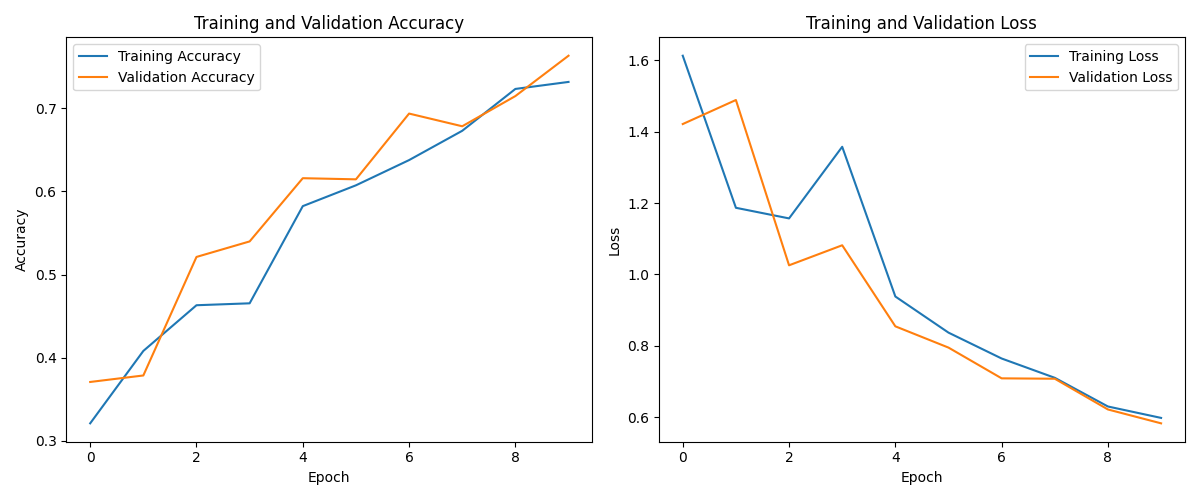 Training and Validation Accuracy
Training Accuracy
Validation Accuracy
Accuracy
0.7
0.6
0.5
0.4
0.3
0 2 4 6 8
Epoch
Training and Validation Loss
Training Loss
Validation Loss
Loss
1.6
1.4
1.2
1.0
0.8
0.6
0 2 4 6 8
Epoch